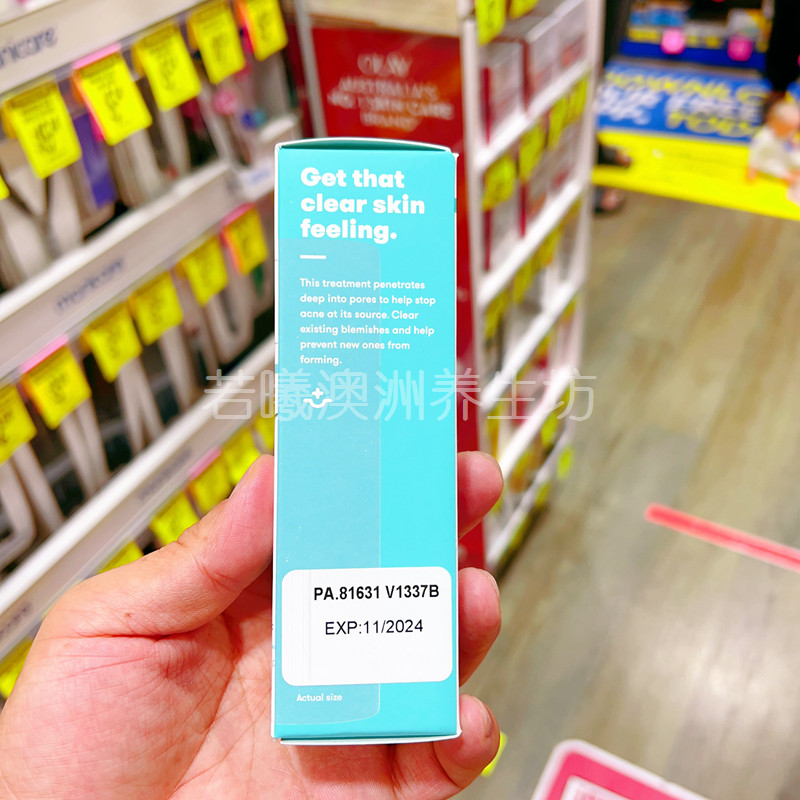 OLAY
AUSTRALIA'S
Get that
clear skin
feeling.
This treatment penetrates
deep into pores to help stop
acne at its source. Clear
existing blemishes and help
prevent new ones from
forming.
若曦澳洲养生坊
PA.81631 V1337B
EXP:11/2024
Actual size